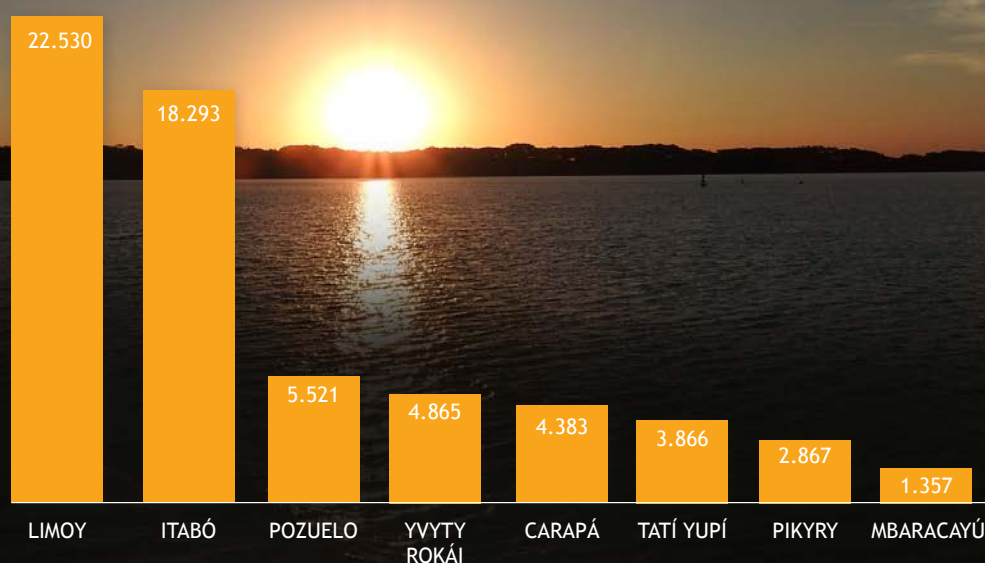 22.530
18.293
5.521
4.865
4.383
3.866
2.867
1.357
LIMOY
ITABÓ
POZUELO
YVYTY
ROKÁI
CARAPÁ
TATÍ YUPÍ
PIKYRY
MBARACAYÚ